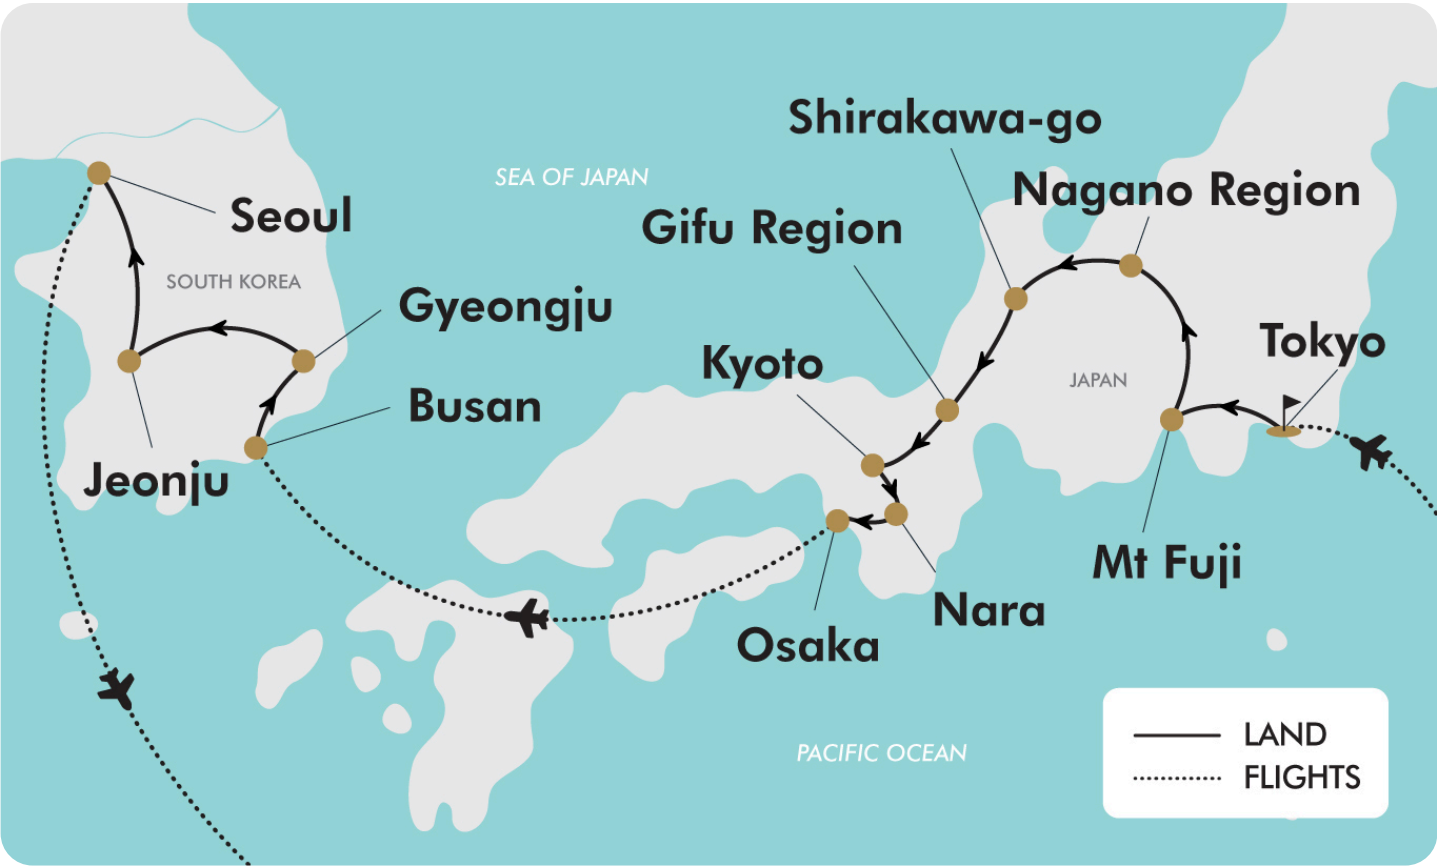 Shirakawa-go
SEA OF JAPAN
Nagano Region
Seoul
Gifu Region
SOUTH KOREA
Gyeongju
Tokyo
Kyoto
JAPAN
Busan
Jeonju
Mt Fuji
Nara
Osaka
PACIFIC OCEAN
LAND
FLIGHTS